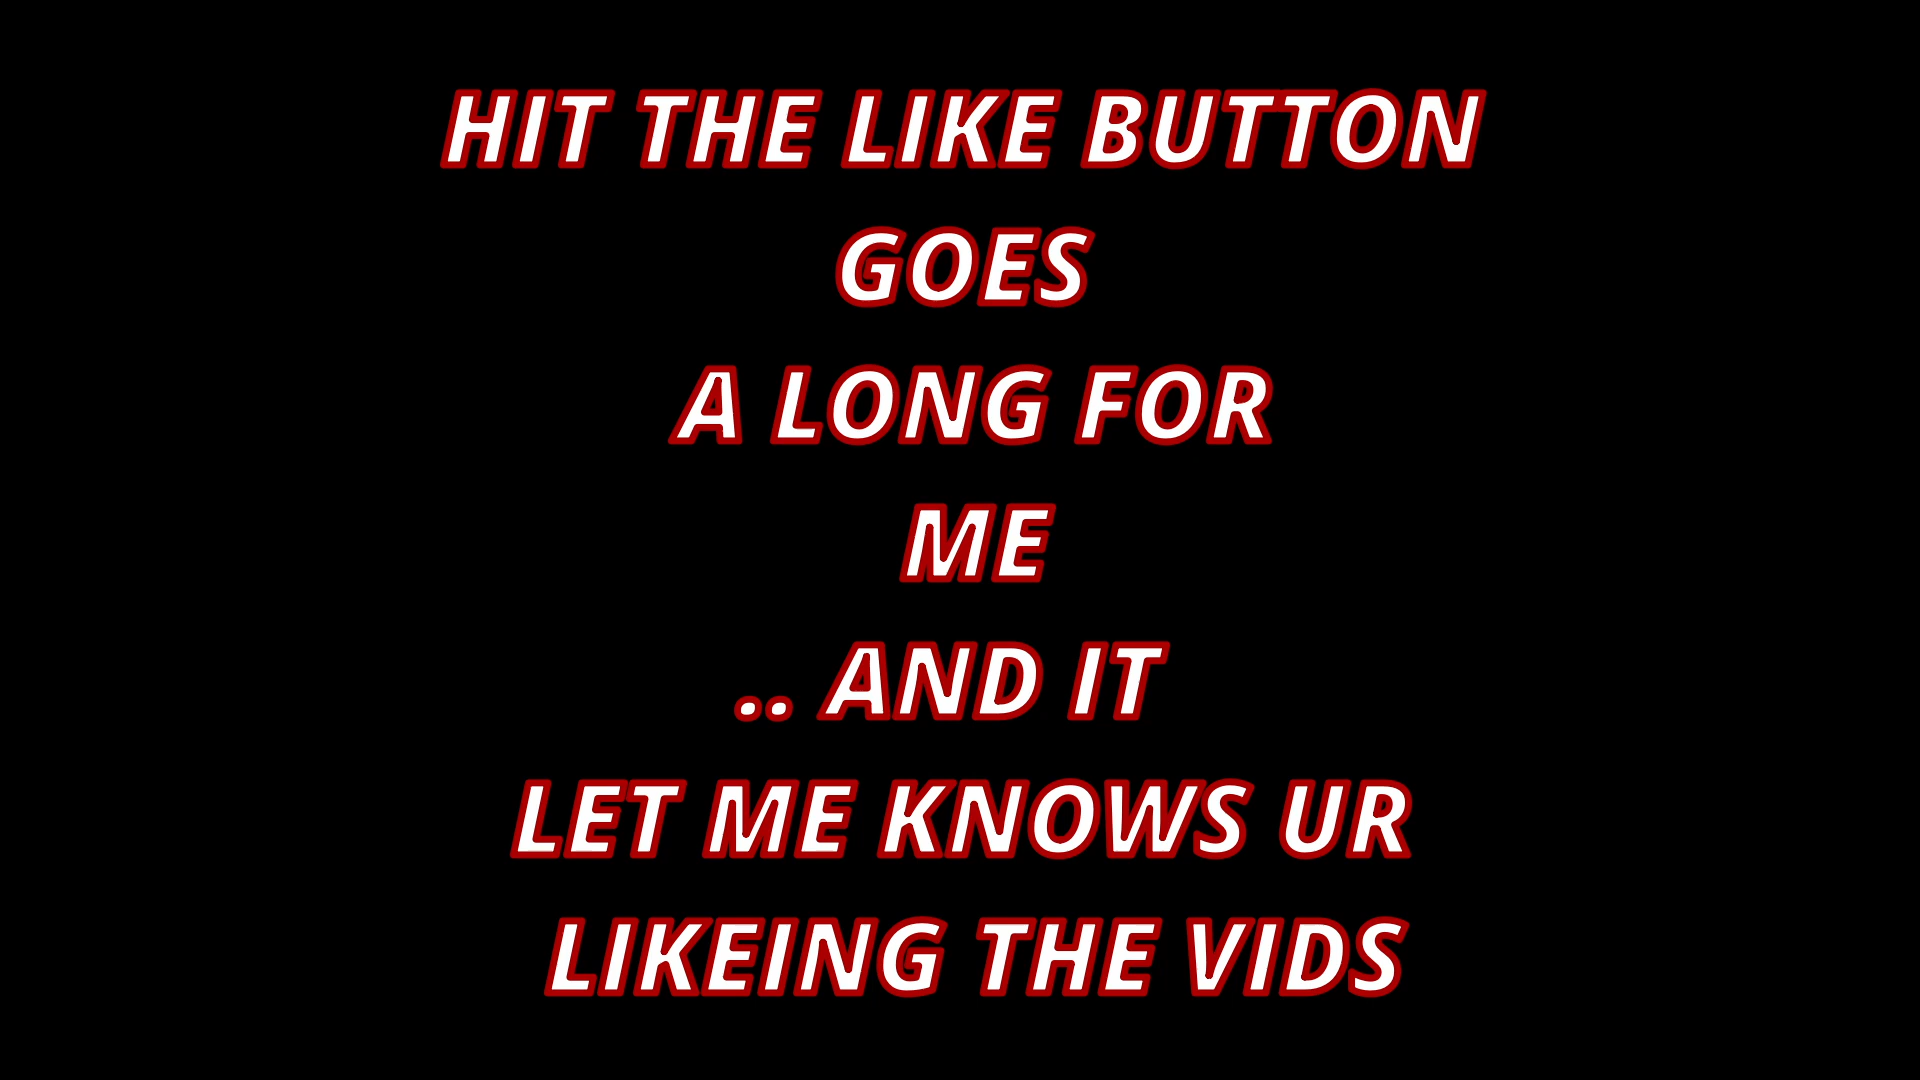 HIT THE LIKE BUTTON
GOES
A LONG FOR
ME
.. AND IT
LET ME KNOWS UR
LIKEING THE VIDS